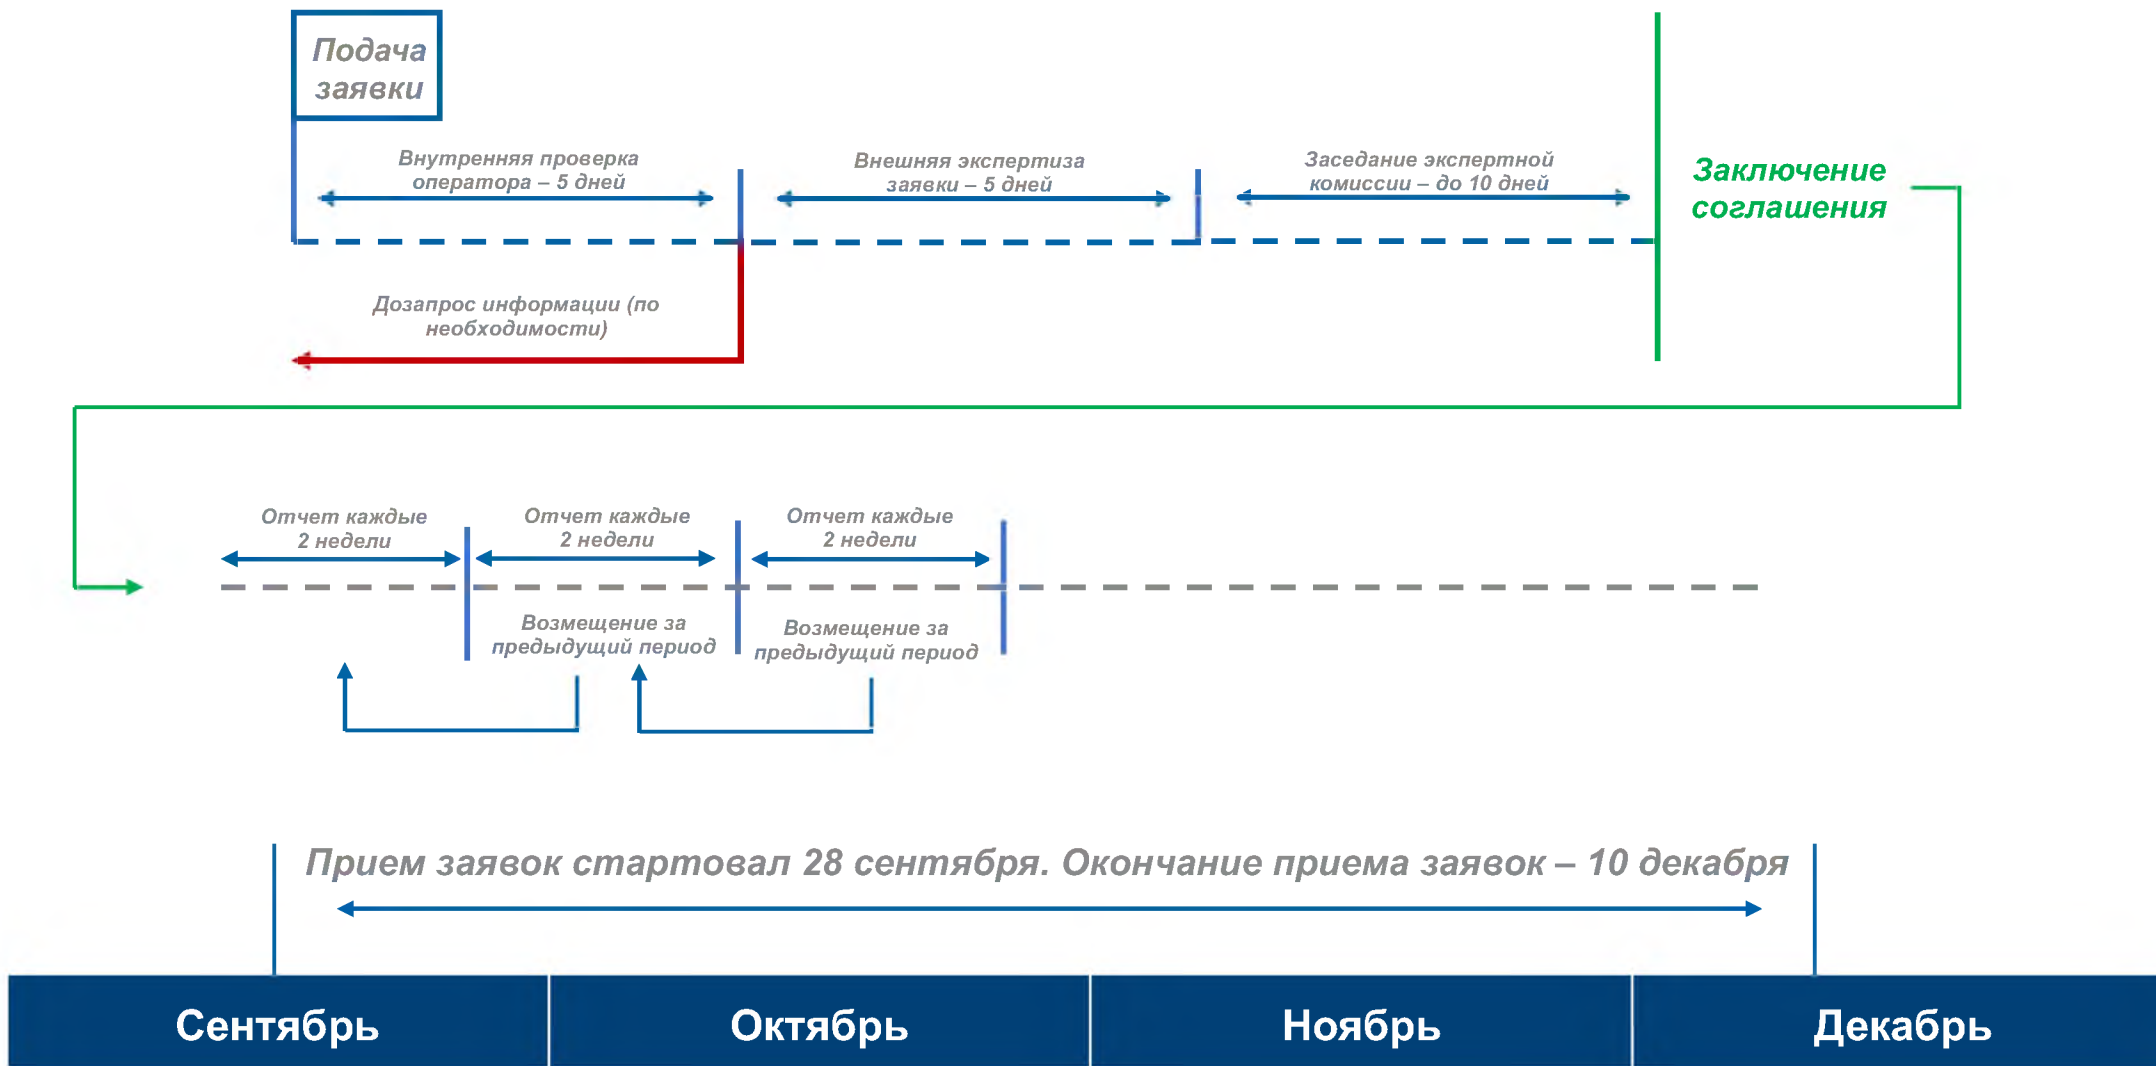 Подача
заявки
Внутренняя проверка
оператора – 5 дней
Внешняя экспертиза
заявки – 5 дней
Заседание экспертной
комиссии – до 10 дней
Заключение
соглашения
Дозапрос информации (по
необходимости)
Отчет каждые
2 недели
Отчет каждые
2 недели
Отчет каждые
2 недели
Возмещение за
предыдущий период
Возмещение за
предыдущий период
Прием заявок стартовал 28 сентября. Окончание приема заявок – 10 декабря
Сентябрь
Октябрь
Ноябрь
Декабрь